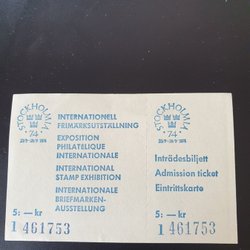 STOCKHOLMIA
'74
INTERNATIONELL
FRIMÄRKSUTSTÄLLNING
EXPOSITION
PHILATELIQUE
INTERNATIONALE
INTERNATIONAL
STAMP EXHIBITION
INTERNATIONALE
BRIEFMARKEN-
AUSSTELLUNG
5: — kr
1 461753
STOCKHOLMIA
'74
Inträdesbiljett
Admission ticket
Eintrittskarte
5: — kr
1 461753